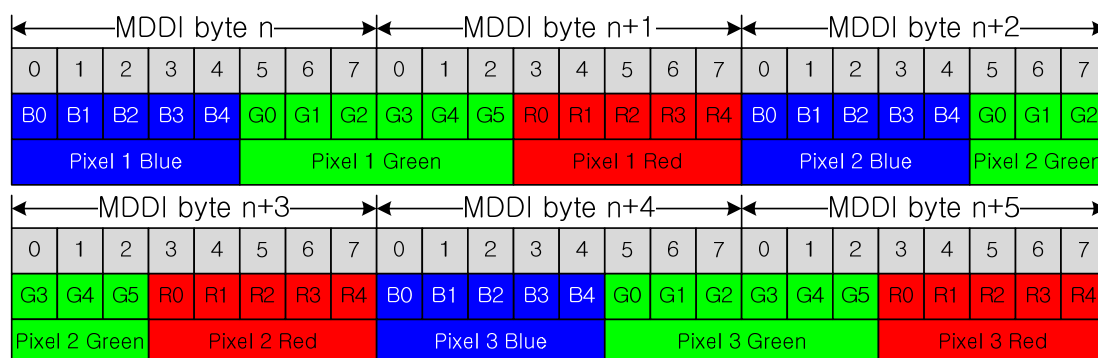 MDDI byte n MDDI byte n+1 MDDI byte n+2
0 1 2 3 4 5 6 7 0 1 2 3 4 5 6 7 0 1 2 3 4 5 6 7
B0 B1 B2 B3 B4 G0 G1 G2 G3 G4 G5 R0 R1 R2 R3 R4 B0 B1 B2 B3 B4 G0 G1 G2
Pixel 1 Blue Pixel 1 Green Pixel 1 Red Pixel 2 Blue Pixel 2 Green
MDDI byte n+3 MDDI byte n+4 MDDI byte n+5
0 1 2 3 4 5 6 7 0 1 2 3 4 5 6 7 0 1 2 3 4 5 6 7
G3 G4 G5 R0 R1 R2 R3 R4 B0 B1 B2 B3 B4 G0 G1 G2 G3 G4 G5 R0 R1 R2 R3 R4
Pixel 2 Green Pixel 2 Red Pixel 3 Blue Pixel 3 Green Pixel 3 Red